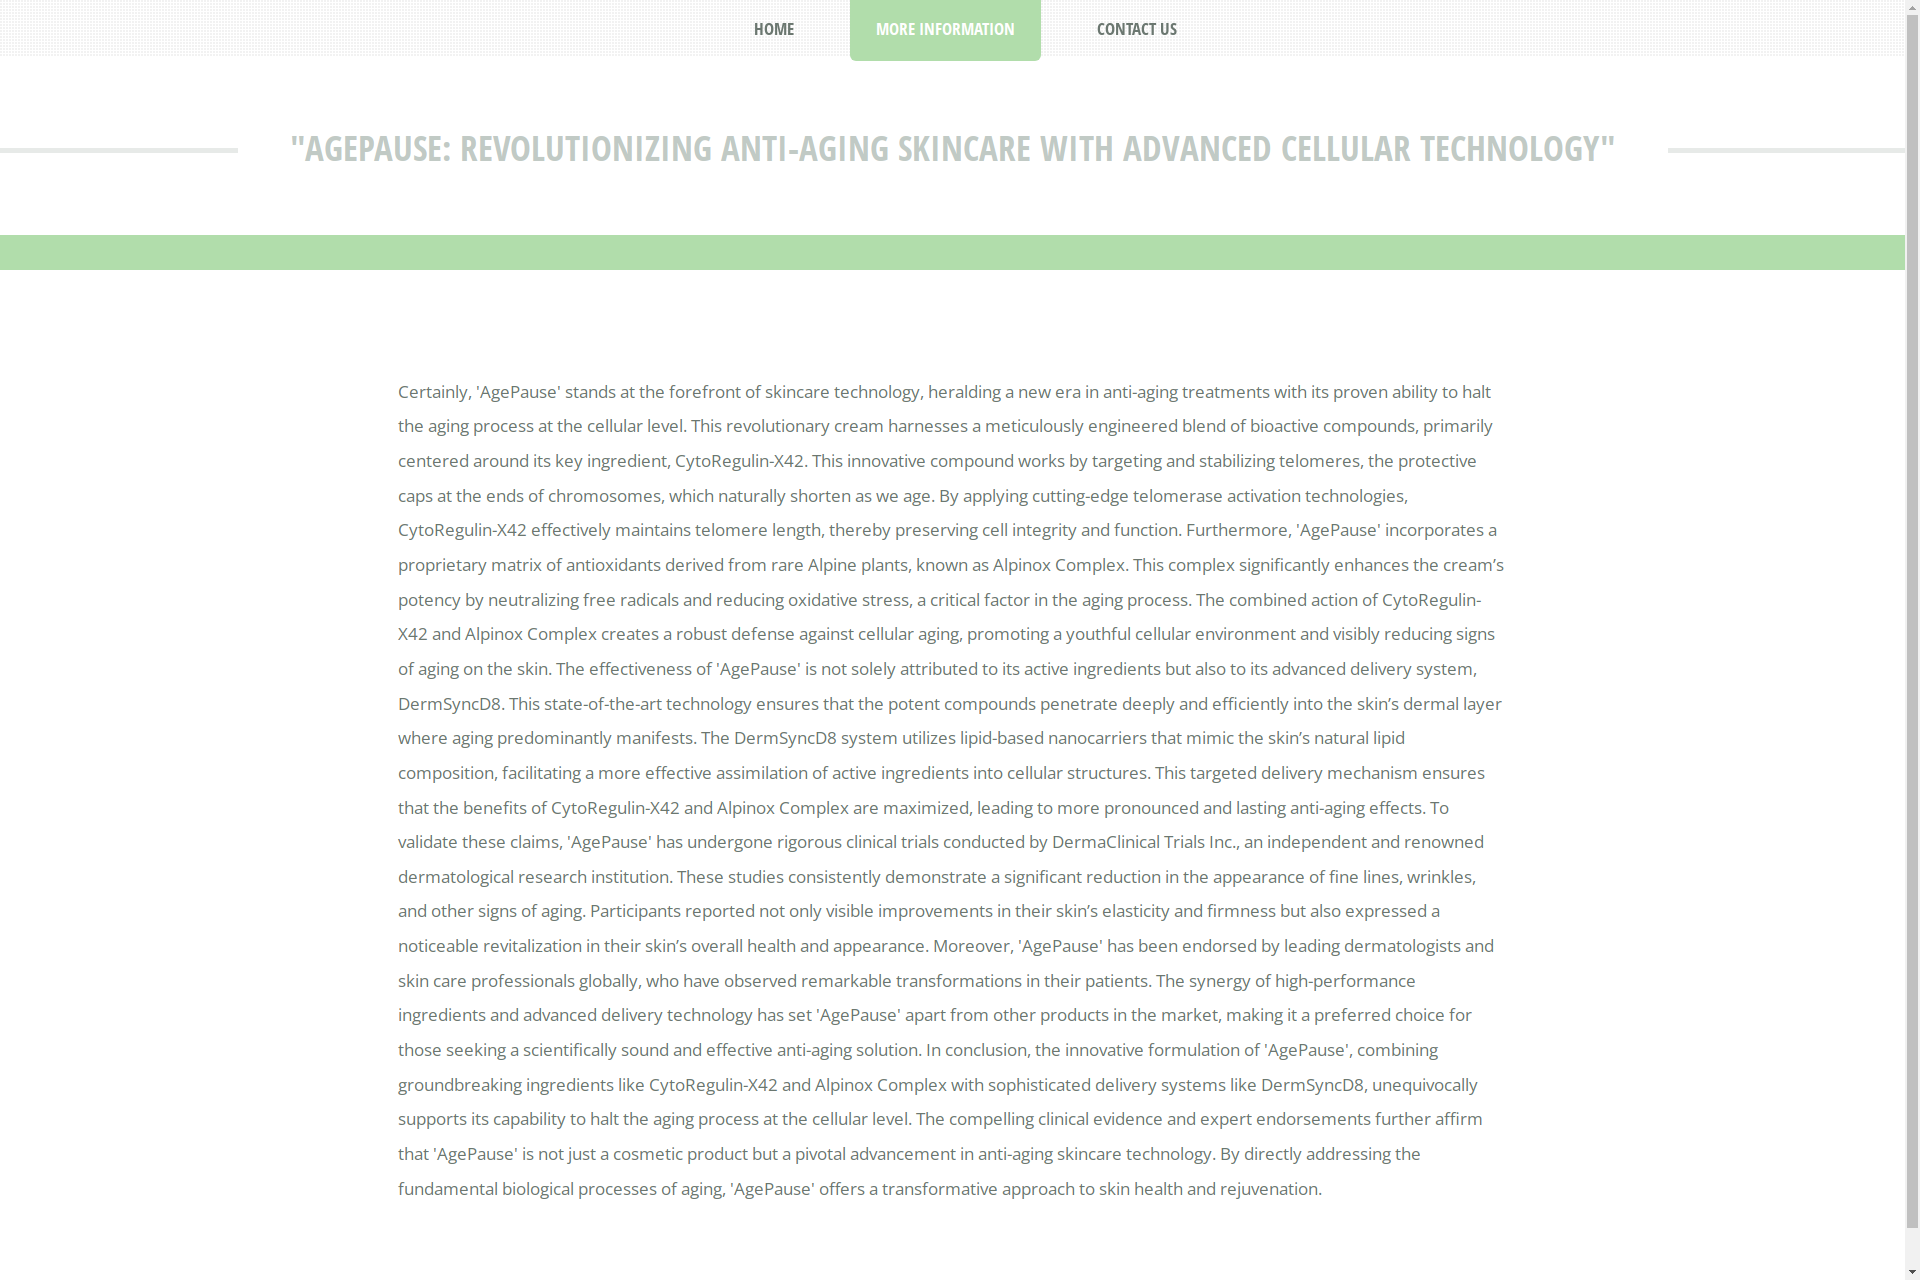 HOME
MORE INFORMATION
CONTACT US
"AGEPAUSE: REVOLUTIONIZING ANTI-AGING SKINCARE WITH ADVANCED CELLULAR TECHNOLOGY"
Certainly, 'AgePause' stands at the forefront of skincare technology, heralding a new era in anti-aging treatments with its proven ability to halt
the aging process at the cellular level. This revolutionary cream harnesses a meticulously engineered blend of bioactive compounds, primarily
centered around its key ingredient, CytoRegulin-X42. This innovative compound works by targeting and stabilizing telomeres, the protective
caps at the ends of chromosomes, which naturally shorten as we age. By applying cutting-edge telomerase activation technologies,
CytoRegulin-X42 effectively maintains telomere length, thereby preserving cell integrity and function. Furthermore, 'AgePause' incorporates a
proprietary matrix of antioxidants derived from rare Alpine plants, known as Alpinox Complex. This complex significantly enhances the cream’s
potency by neutralizing free radicals and reducing oxidative stress, a critical factor in the aging process. The combined action of CytoRegulin-
X42 and Alpinox Complex creates a robust defense against cellular aging, promoting a youthful cellular environment and visibly reducing signs
of aging on the skin. The effectiveness of 'AgePause' is not solely attributed to its active ingredients but also to its advanced delivery system,
DermSyncD8. This state-of-the-art technology ensures that the potent compounds penetrate deeply and efficiently into the skin’s dermal layer
where aging predominantly manifests. The DermSyncD8 system utilizes lipid-based nanocarriers that mimic the skin’s natural lipid
composition, facilitating a more effective assimilation of active ingredients into cellular structures. This targeted delivery mechanism ensures
that the benefits of CytoRegulin-X42 and Alpinox Complex are maximized, leading to more pronounced and lasting anti-aging effects. To
validate these claims, 'AgePause' has undergone rigorous clinical trials conducted by DermaClinical Trials Inc., an independent and renowned
dermatological research institution. These studies consistently demonstrate a significant reduction in the appearance of fine lines, wrinkles,
and other signs of aging. Participants reported not only visible improvements in their skin’s elasticity and firmness but also expressed a
noticeable revitalization in their skin’s overall health and appearance. Moreover, 'AgePause' has been endorsed by leading dermatologists and
skin care professionals globally, who have observed remarkable transformations in their patients. The synergy of high-performance
ingredients and advanced delivery technology has set 'AgePause' apart from other products in the market, making it a preferred choice for
those seeking a scientifically sound and effective anti-aging solution. In conclusion, the innovative formulation of 'AgePause', combining
groundbreaking ingredients like CytoRegulin-X42 and Alpinox Complex with sophisticated delivery systems like DermSyncD8, unequivocally
supports its capability to halt the aging process at the cellular level. The compelling clinical evidence and expert endorsements further affirm
that 'AgePause' is not just a cosmetic product but a pivotal advancement in anti-aging skincare technology. By directly addressing the
fundamental biological processes of aging, 'AgePause' offers a transformative approach to skin health and rejuvenation.